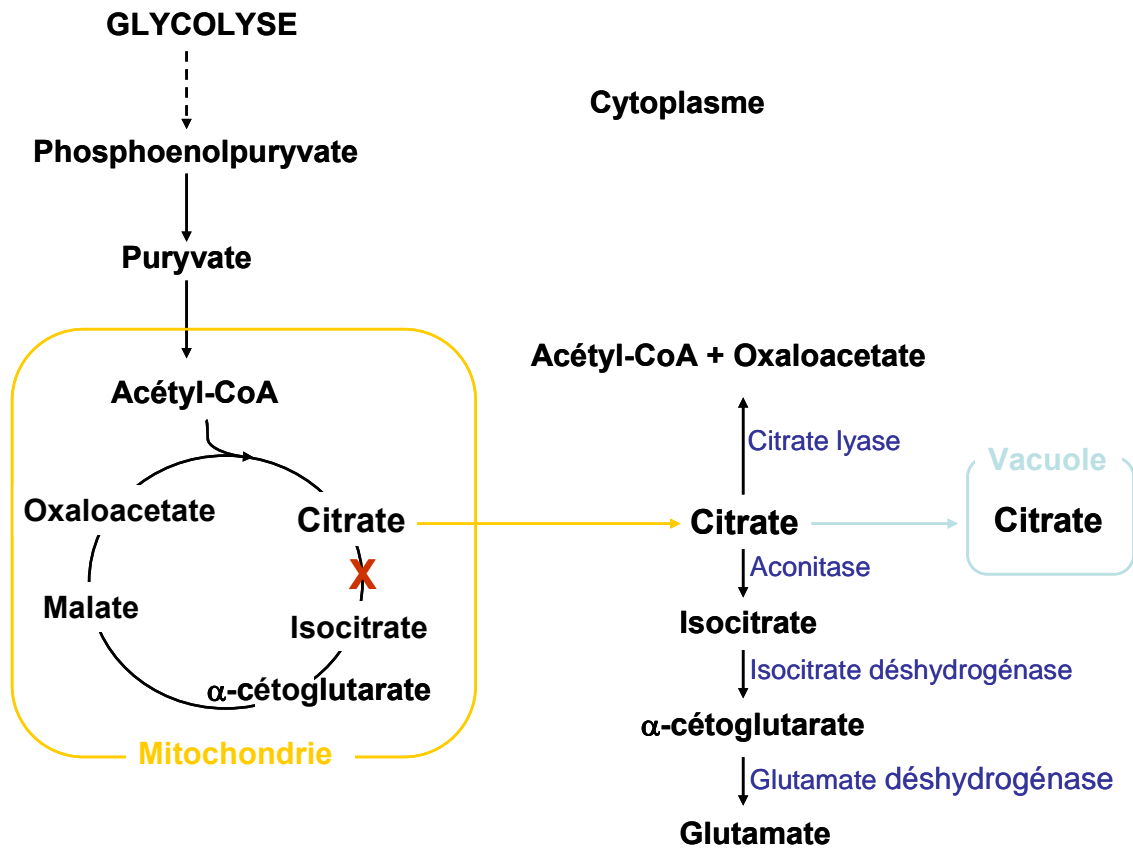 GLYCOLYSE
Cytoplasme
Phosphoenolpuryvate
Puryvate
Acétyl-CoA
Oxaloacetate
Citrate
X
Malate
Isocitrate
α-cétoglutarate
Mitochondrie
Acétyl-CoA + Oxaloacetate
Citrate lyase
Citrate
Aconitase
Isocitrate
Isocitrate déshydrogénase
α-cétoglutarate
Glutamate déshydrogénase
Glutamate
Vacuole
Citrate